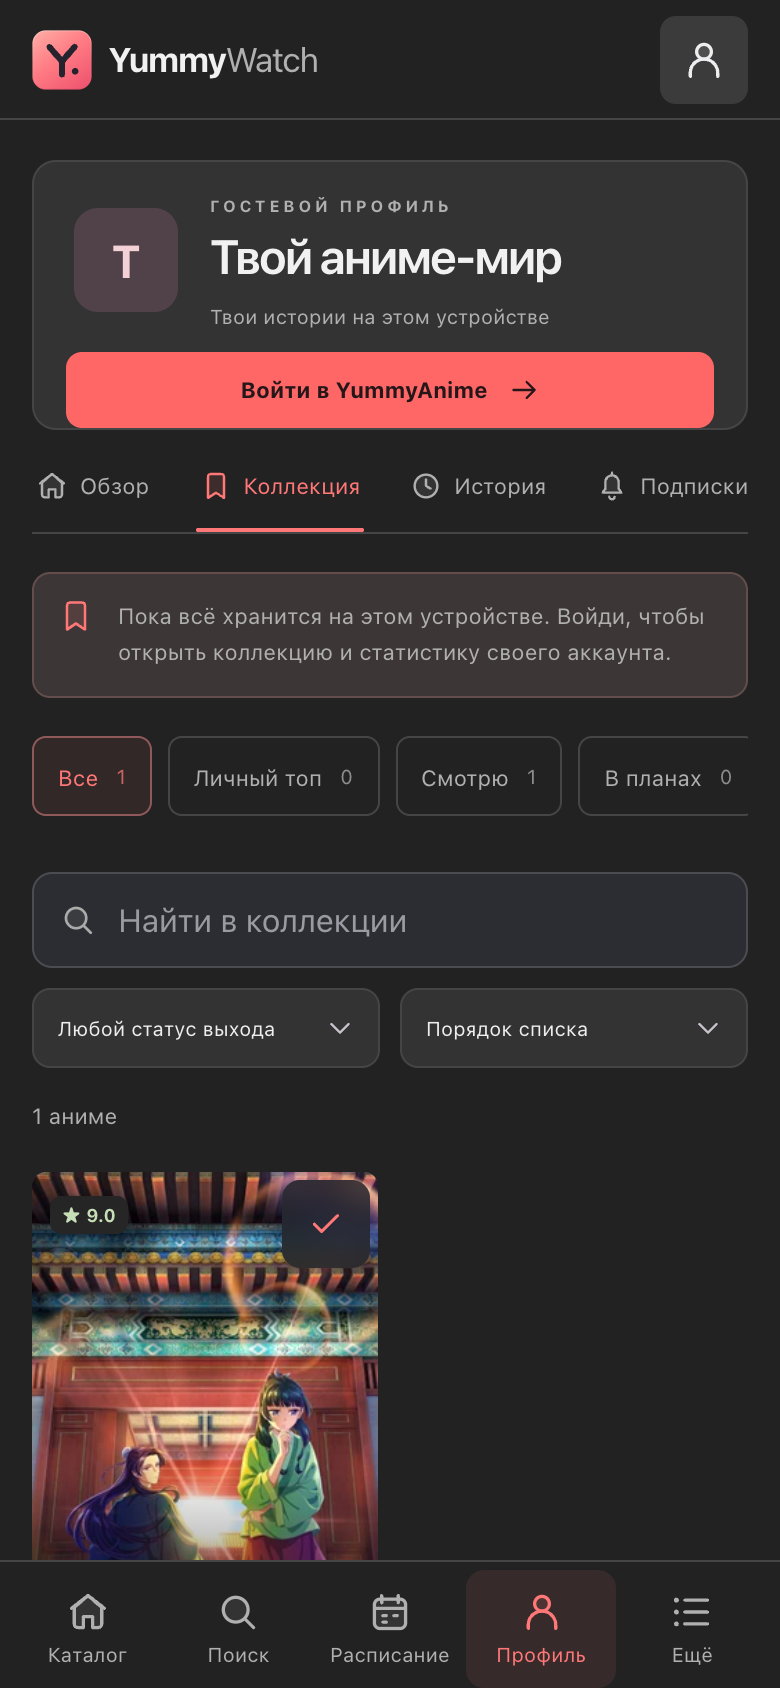 Y.
YummyWatch
ГОСТЕВОЙ ПРОФИЛЬ
Т
Твой аниме-мир
Твои истории на этом устройстве
Войти в YummyAnime
Обзор
Коллекция
История
Подписки
Пока всё хранится на этом устройстве. Войди, чтобы
открыть коллекцию и статистику своего аккаунта.
Все 1
Личный топ 0
Смотрю 1
В планах 0
Найти в коллекции
Любой статус выхода
Порядок списка
1 аниме
9.0
Каталог
Поиск
Расписание
Профиль
Ещё